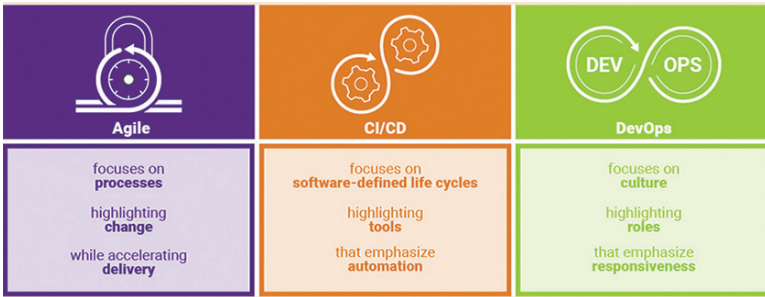 Agile
focuses on
processes
highlighting
change
while accelerating
delivery
CI/CD
focuses on
software-defined life cycles
highlighting
tools
that emphasize
automation
DEV OPS
DevOps
focuses on
culture
highlighting
roles
that emphasize
responsiveness